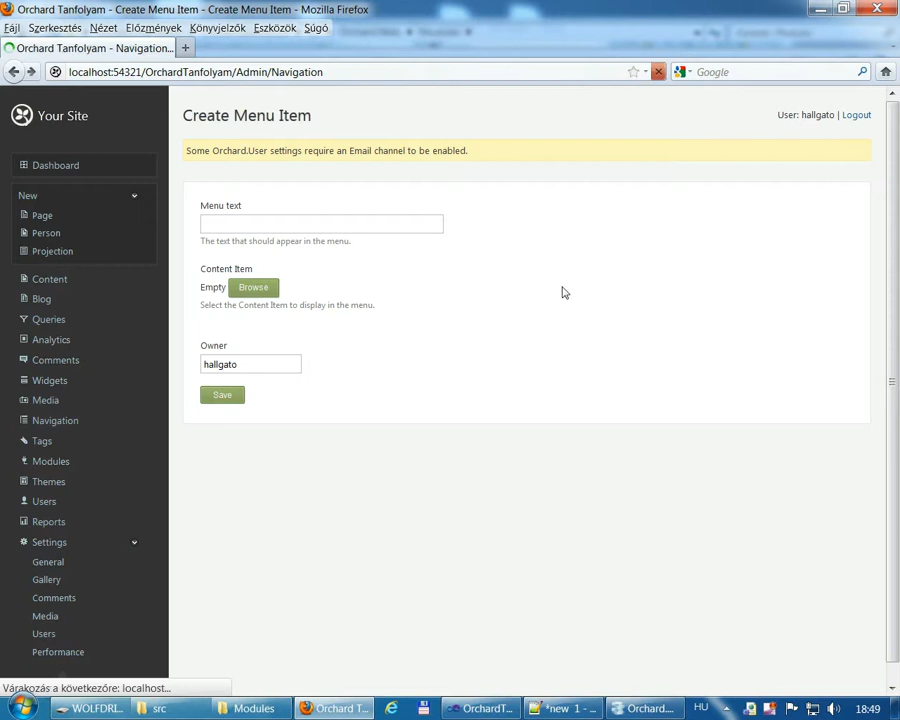 Orchard Tanfolyam - Create Menu Item - Create Menu Item - Mozilla Firefox
Fájl Szerkesztés Nézet Előzmények Könyvjelzők Eszközök Súgó
Orchard Tanfolyam - Navigation...
localhost:54321/OrchardTanfolyam/Admin/Navigation
Google
Your Site
Create Menu Item
User: hallgato | Logout
Some Orchard.User settings require an Email channel to be enabled.
Dashboard
New
Page
Person
Projection
Content
Blog
Queries
Analytics
Comments
Widgets
Media
Navigation
Tags
Modules
Themes
Users
Reports
Settings
General
Gallery
Comments
Media
Users
Performance
Menu text
The text that should appear in the menu.
Content Item
Empty Browse
Select the Content Item to display in the menu.
Owner
hallgato
Save
Várakozás a következőre: localhost...
WOLFDRI... src Modules Orchard T... OrchardT... *new 1 - ... Orchard.... HU 18:49